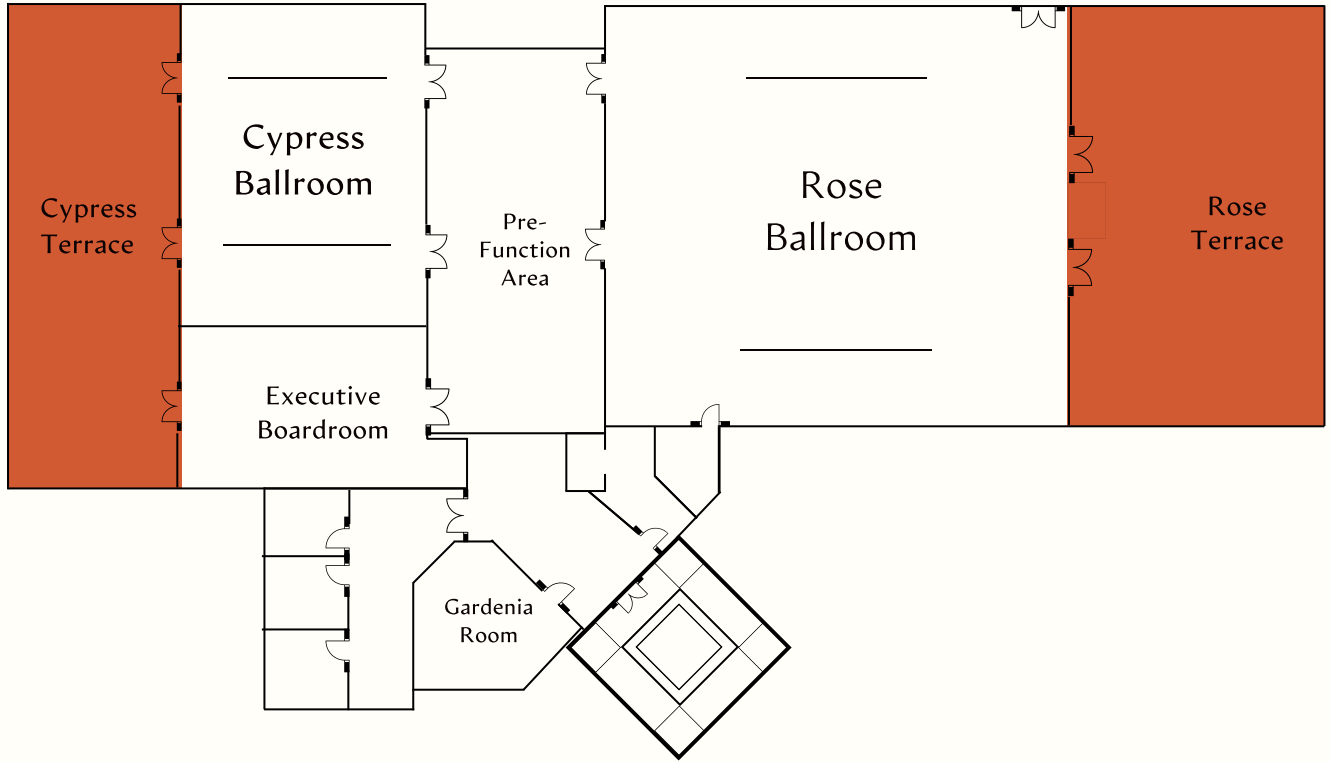 Cypress
Terrace
Cypress
Ballroom
Pre-
Function
Area
Rose
Ballroom
Rose
Terrace
Executive
Boardroom
Gardenia
Room